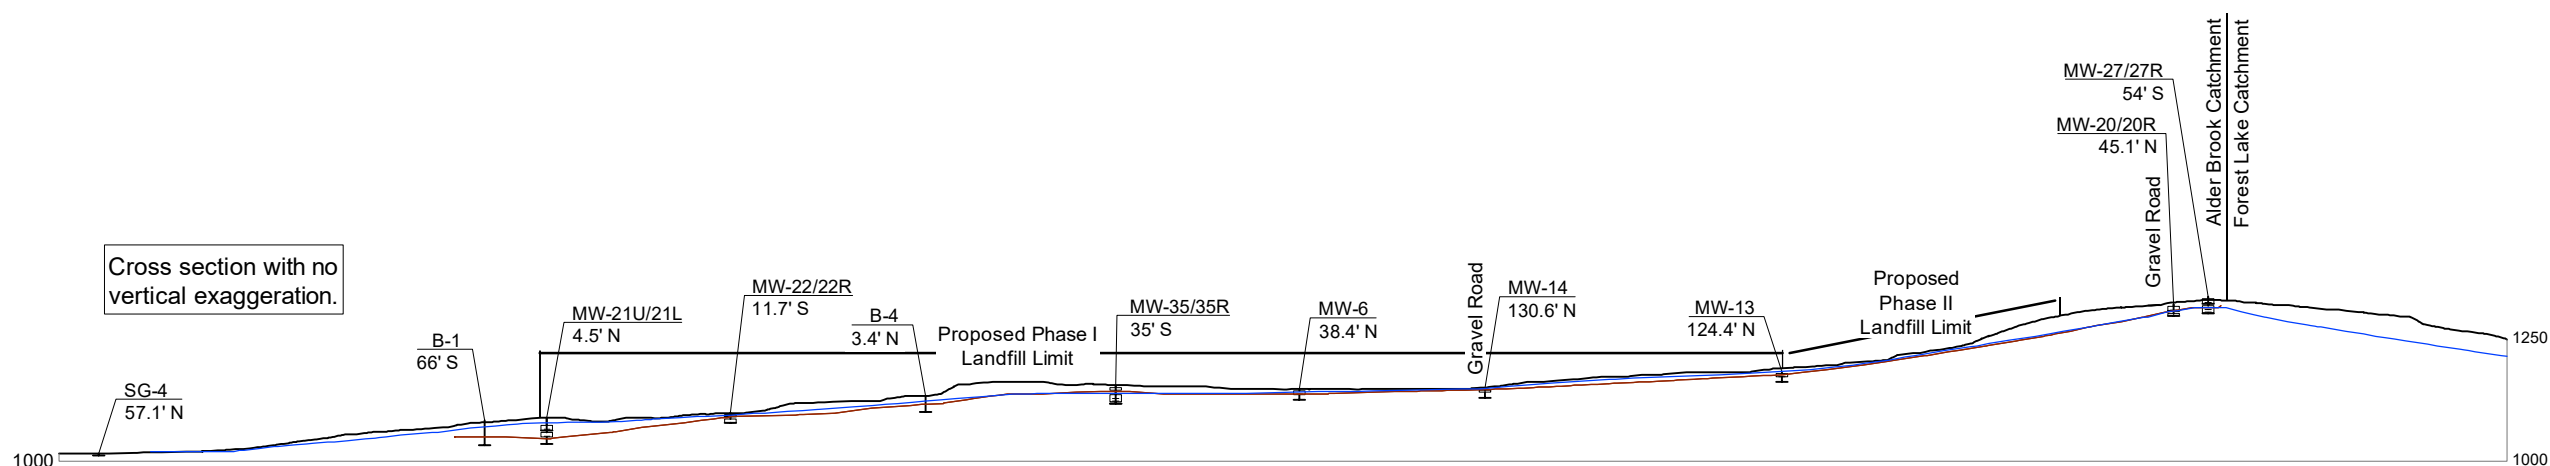 Cross section with no
vertical exaggeration.
SG-4
57.1' N
B-1
66' S
MW-21U/21L
4.5' N
MW-22/22R
11.7' S
B-4
3.4' N
Proposed Phase I
Landfill Limit
MW-35/35R
35' S
MW-6
38.4' N
Gravel Road
MW-14
130.6' N
MW-13
124.4' N
Proposed
Phase II
Landfill Limit
MW-27/27R
54' S
MW-20/20R
45.1' N
Gravel Road
Alder Brook Catchment
Forest Lake Catchment
1250
1000
1000